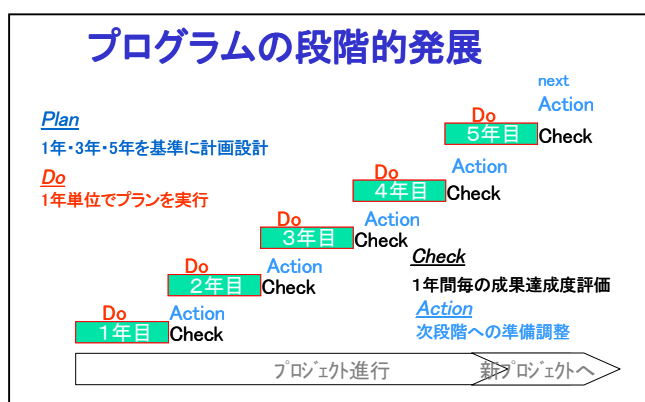 プログラムの段階的発展
Plan
1年・3年・5年を基準に計画設計
Do
1年単位でプランを実行
next
Action
Do
5年目
Check
Do
Action
4年目
Check
Do
Action
3年目
Check
Do
Action
2年目
Check
Do
Action
1年目
Check
Check
1年間毎の成果達成度評価
Action
次段階への準備調整
プロジェクト進行
新プロジェクトへ